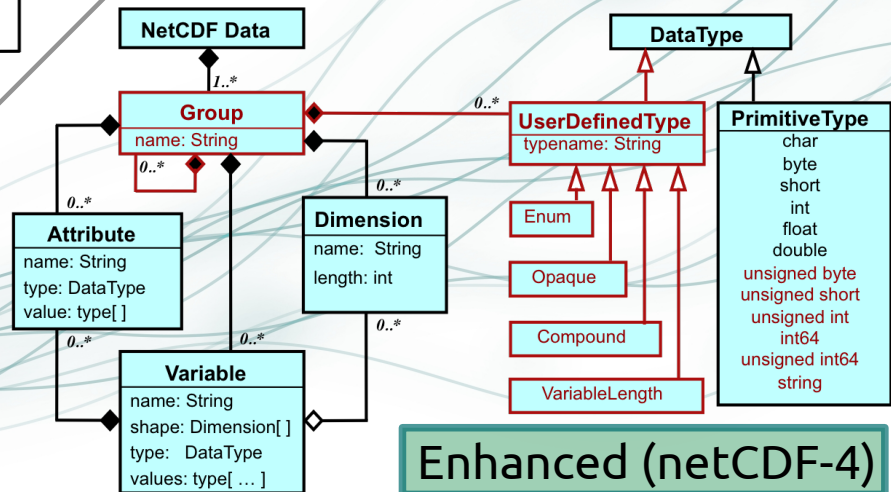 NetCDF Data
1..*
Group
name: String
0..*
0..*
0..*
0..*
0..*
Attribute
name: String
type: DataType
value: type[ ]
0..*
Dimension
name: String
length: int
0..*
Variable
name: String
shape: Dimension[ ]
type: DataType
values: type[ … ]
DataType
UserDefinedType
typename: String
Enum
Opaque
Compound
VariableLength
PrimitiveType
char
byte
short
int
float
double
unsigned byte
unsigned short
unsigned int
int64
unsigned int64
string
Enhanced (netCDF-4)